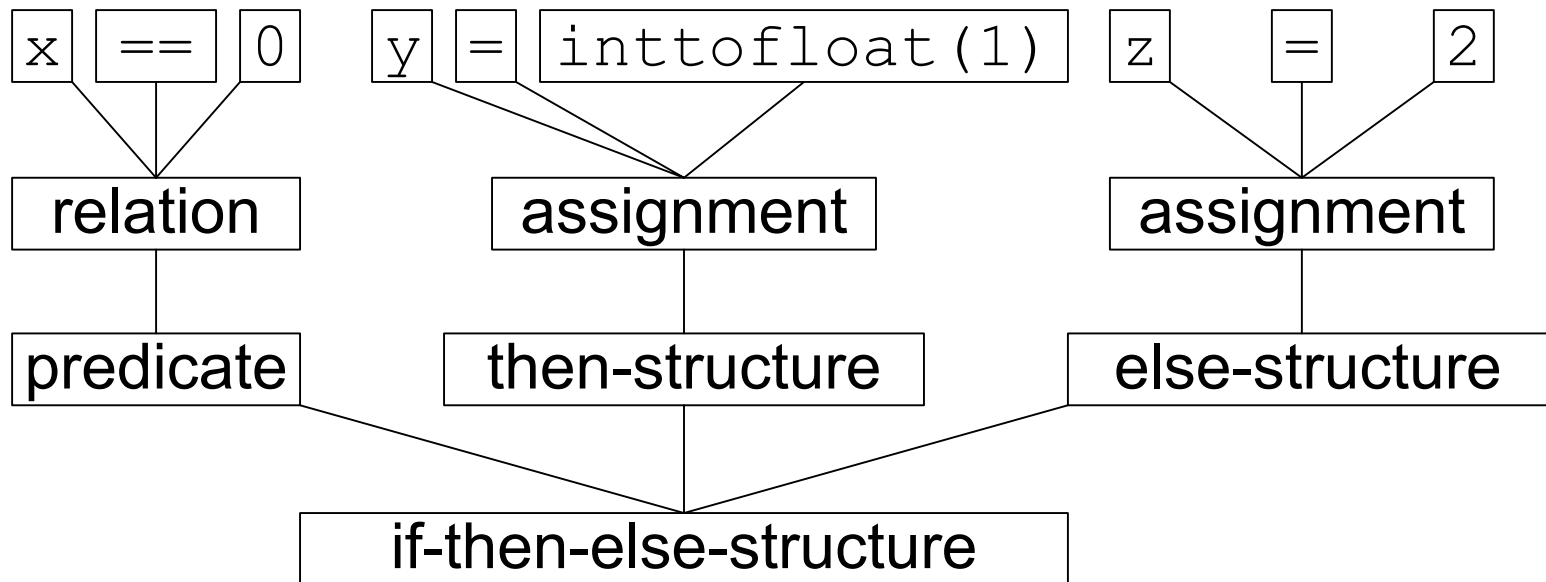 x == 0 y = inttofloat(1) z = 2
relation assignment assignment
predicate then-structure else-structure
if-then-else-structure